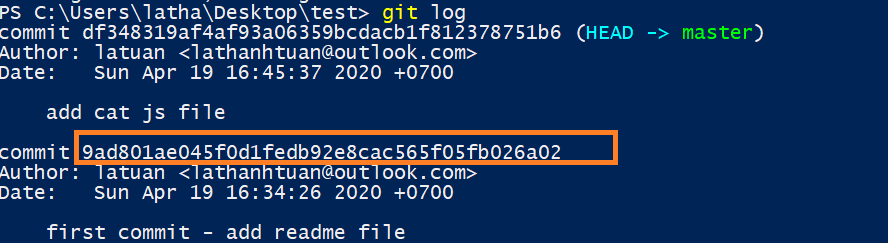 PS C:\Users\latha\Desktop\test> git log
commit df348319af4af93a06359bcdacb1f812378751b6 (HEAD -> master)
Author: latuan <lathanhtuan@outlook.com>
Date:   Sun Apr 19 16:45:37 2020 +0700
add cat js file
commit 9ad801ae045f0d1fedb92e8cac565f05fb026a02
Author: latuan <lathanhtuan@outlook.com>
Date:   Sun Apr 19 16:34:26 2020 +0700
first commit - add readme file